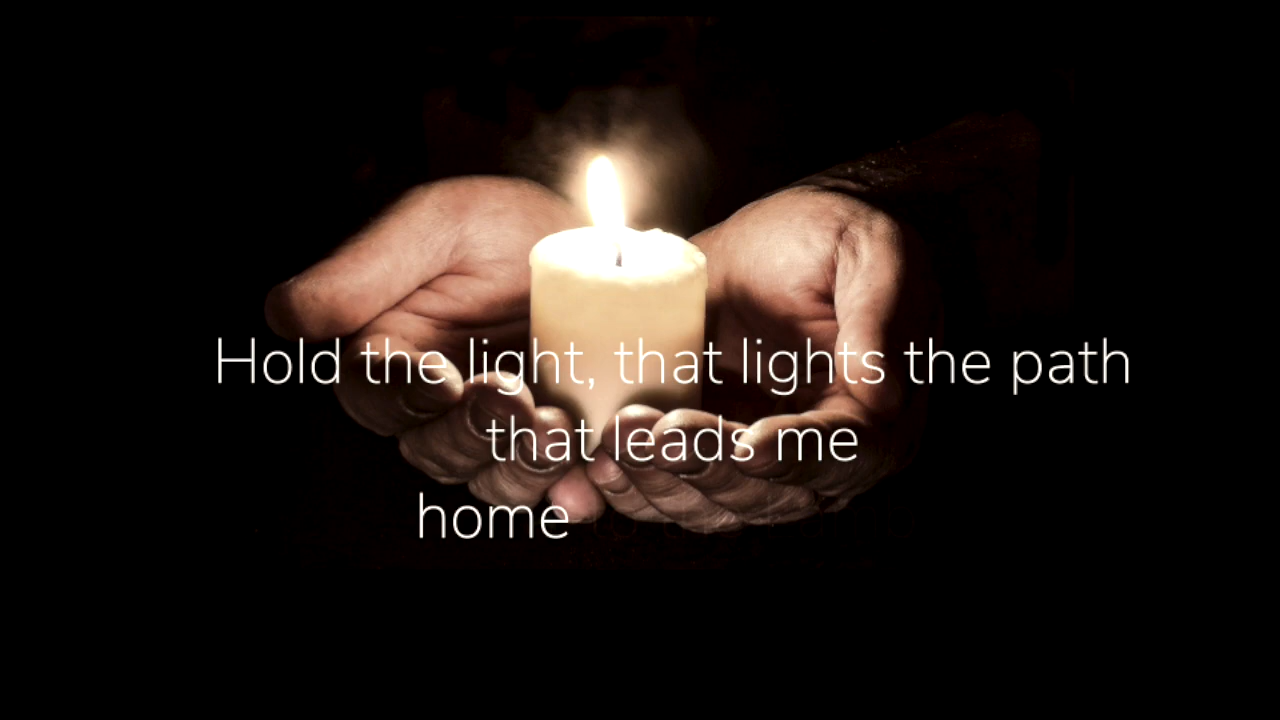 Hold the light, that lights the path
that leads me
home